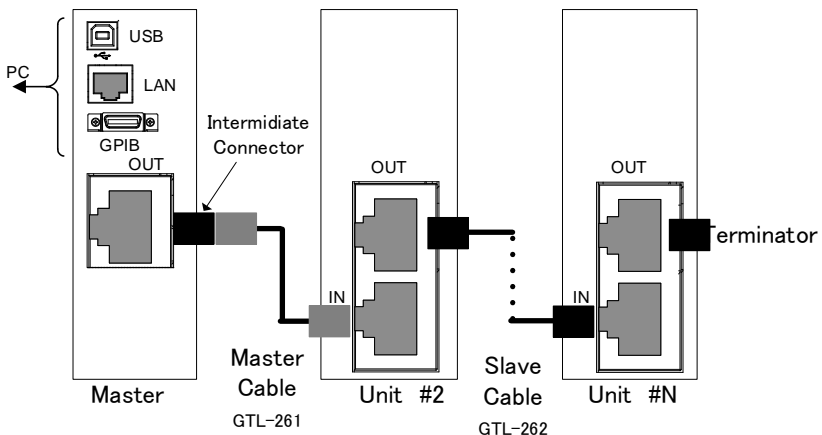 USB
PC
LAN
GPIB
OUT
Intermidiate
Connector
OUT
OUT
Terminator
IN
IN
Master
Cable
GTL-261
Slave
Cable
GTL-262
Master
Unit #2
Unit #N